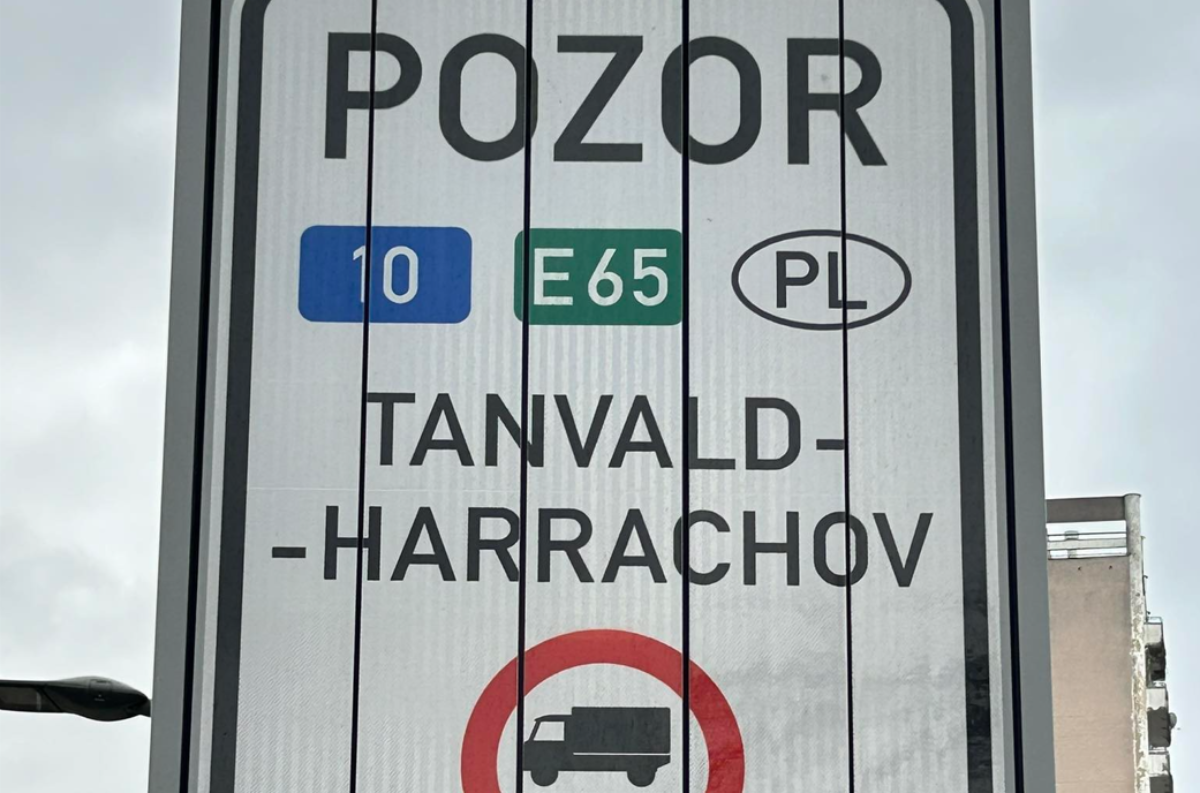 POZOR
10 E65 PL
TANVALD-
-HARRACHOV